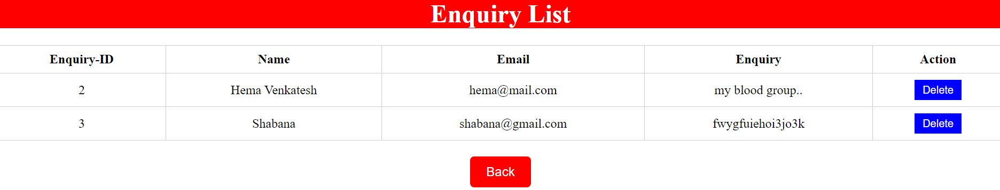 Enquiry List
Enquiry-ID Name Email Enquiry Action
2 Hema Venkatesh hema@mail.com my blood group.. Delete
3 Shabana shabana@gmail.com fwygfuiehoi3jo3k Delete
Back